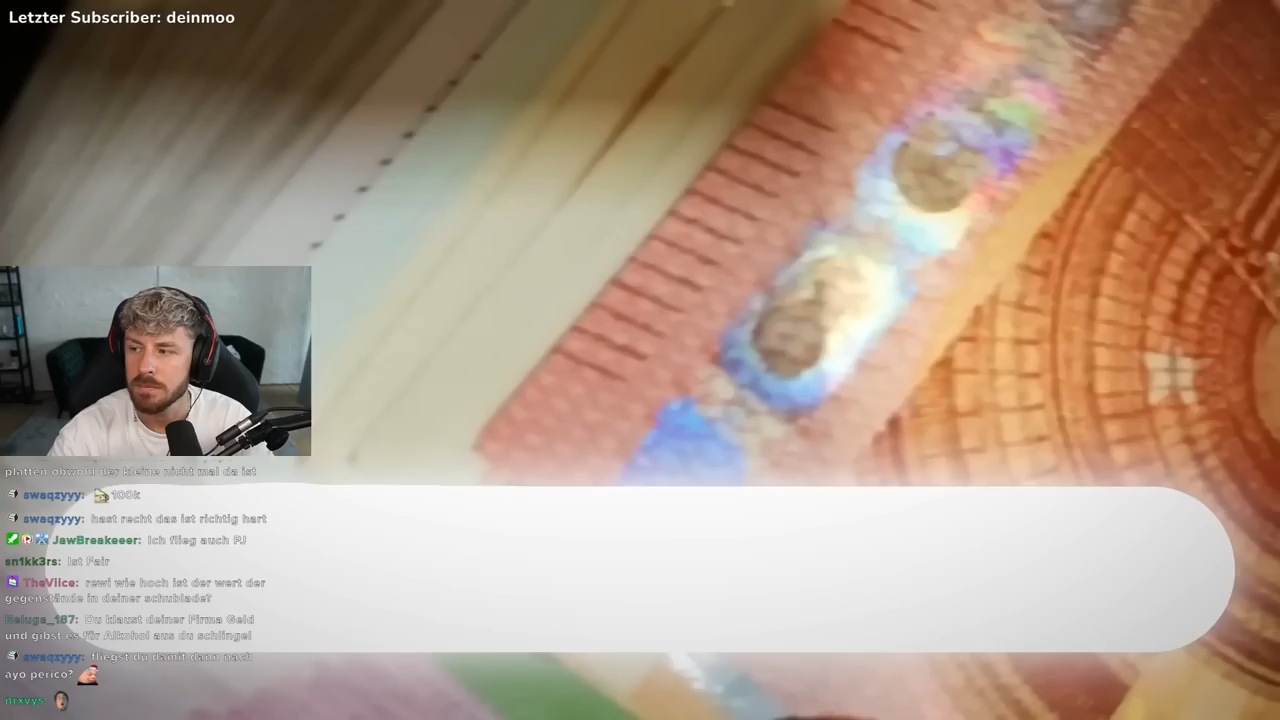 Letzter Subscriber: deinmoo
platten obwohl der kleine nicht mal da ist
swaqzyyy: 100k
swaqzyyy: hast recht das ist richtig hart
JawBreakeeer: Ich flieg auch PJ
sn1kk3rs: Ist Fair
TheViice: rewi wie hoch ist der wert der
gegenstände in deiner schublade?
Beluga_187: Du klaust deiner Firma Geld
und gibst es für Alkohol aus du schlingel
swaqzyyy: fliegst du damit dann nach
ayo perico?
nixvys: